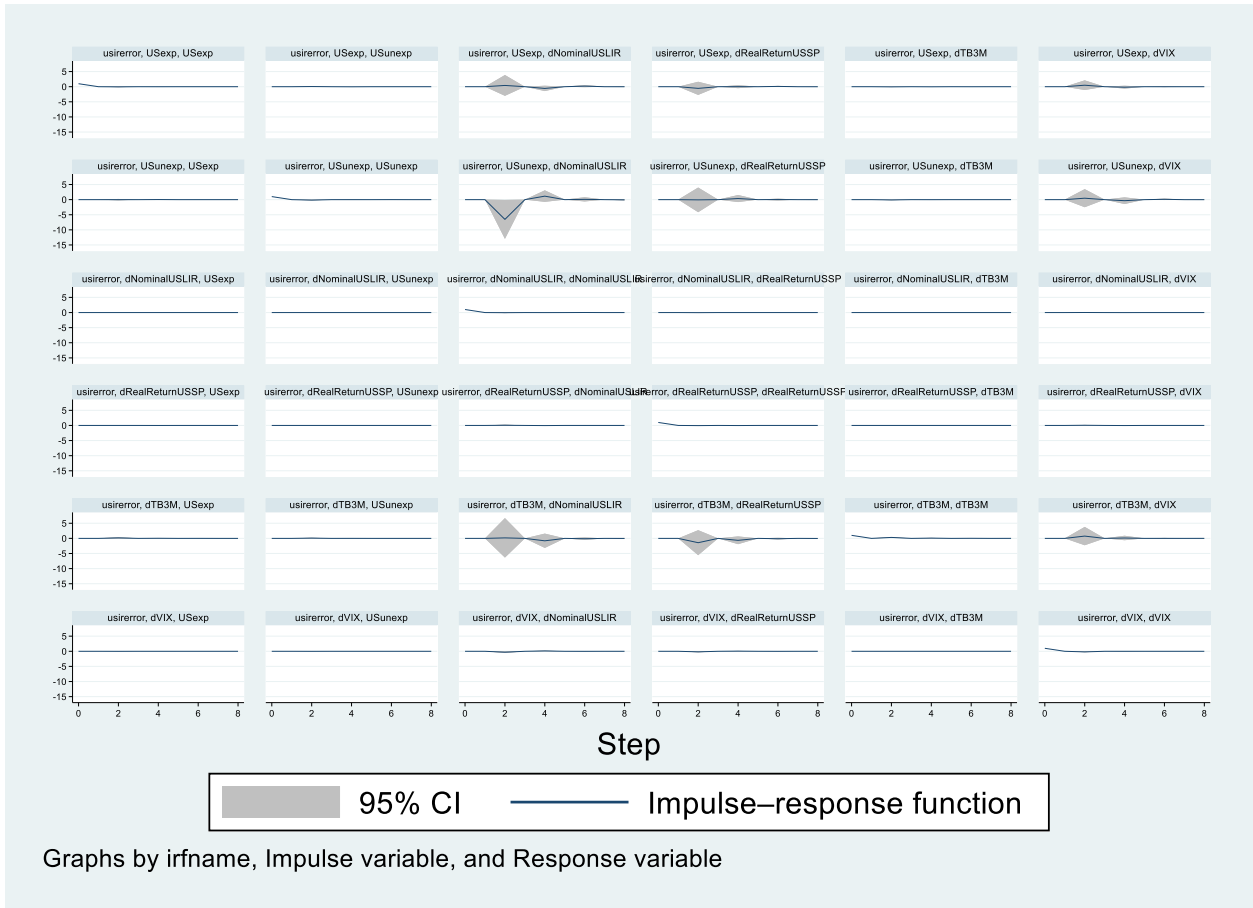 usirerror, USexp, USexp
usirerror, USexp, USunexp
usirerror, USexp, dNominalUSLIR
usirerror, USexp, dRealReturnUSSP
usirerror, USexp, dTB3M
usirerror, USexp, dVIX
5
0
-5
-10
-15
usirerror, USunexp, USexp
usirerror, USunexp, USunexp
usirerror, USunexp, dNominalUSLIR
usirerror, USunexp, dRealReturnUSSP
usirerror, USunexp, dTB3M
usirerror, USunexp, dVIX
5
0
-5
-10
-15
usirerror, dNominalUSLIR, USexp
usirerror, dNominalUSLIR, USunexp
usirerror, dNominalUSLIR, dNominalUSLIR
usirerror, dNominalUSLIR, dRealReturnUSSP
usirerror, dNominalUSLIR, dTB3M
usirerror, dNominalUSLIR, dVIX
5
0
-5
-10
-15
usirerror, dRealReturnUSSP, USexp
usirerror, dRealReturnUSSP, USunexp
usirerror, dRealReturnUSSP, dNominalUSLIR
usirerror, dRealReturnUSSP, dRealReturnUSSP
usirerror, dRealReturnUSSP, dTB3M
usirerror, dRealReturnUSSP, dVIX
5
0
-5
-10
-15
usirerror, dTB3M, USexp
usirerror, dTB3M, USunexp
usirerror, dTB3M, dNominalUSLIR
usirerror, dTB3M, dRealReturnUSSP
usirerror, dTB3M, dTB3M
usirerror, dTB3M, dVIX
5
0
-5
-10
-15
usirerror, dVIX, USexp
usirerror, dVIX, USunexp
usirerror, dVIX, dNominalUSLIR
usirerror, dVIX, dRealReturnUSSP
usirerror, dVIX, dTB3M
usirerror, dVIX, dVIX
5
0
-5
-10
-15
0 2 4 6 8
0 2 4 6 8
0 2 4 6 8
0 2 4 6 8
0 2 4 6 8
0 2 4 6 8
Step
95% CI
Impulse–response function
Graphs by irfname, Impulse variable, and Response variable